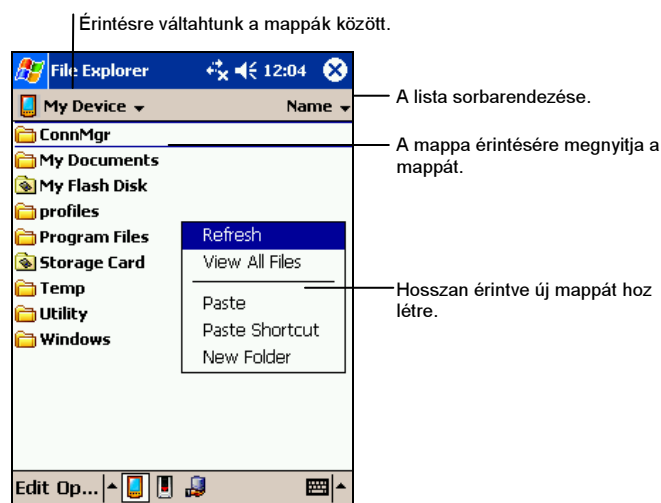 Érintésre váltahtunk a mappák között.
File Explorer 12:04
My Device Name
A lista sorbarendezése.
ConnMgr
A mappa érintésére megnyitja a
mappát.
My Documents
My Flash Disk
profiles
Program Files
Storage Card
Temp
Utility
Windows
Refresh
View All Files
Paste
Paste Shortcut
New Folder
Hosszan érintve új mappát hoz
létre.
Edit Op...